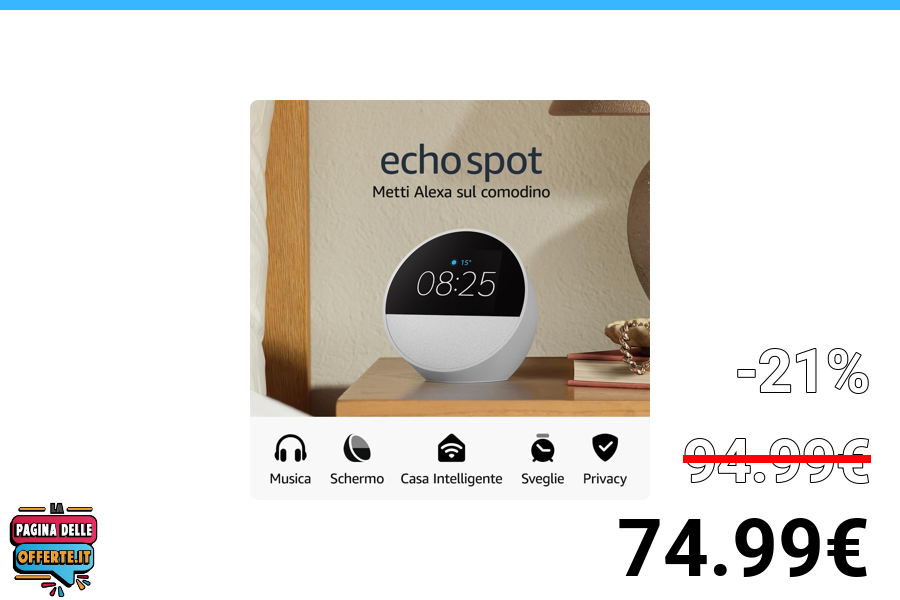 echo spot
Metti Alexa sul comodino
15°
08:25
Musica
Schermo
Casa Intelligente
Sveglie
Privacy
-21%
94.99€
74.99€
LA
PAGINA DELLE
OFFERTE.IT